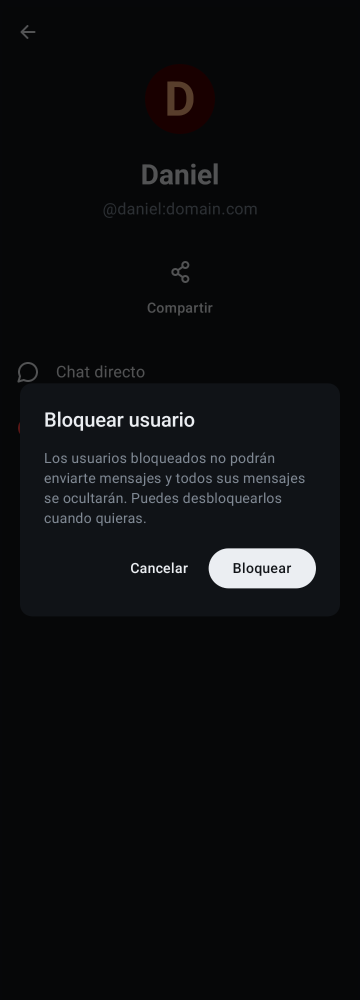 D
Daniel
@daniel:domain.com
Compartir
Chat directo
Bloquear usuario
Los usuarios bloqueados no podrán
enviarte mensajes y todos sus mensajes
se ocultarán. Puedes desbloquearlos
cuando quieras.
Cancelar
Bloquear